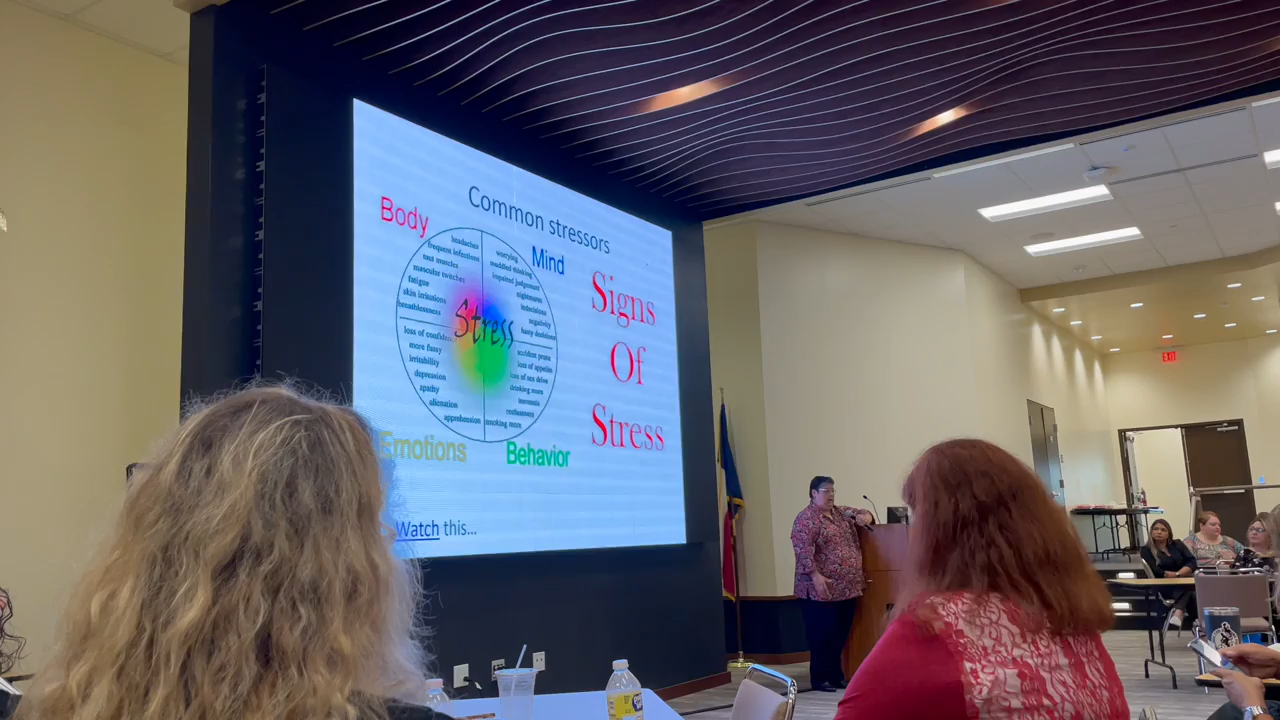 Common stressors
Body
Mind
headaches
frequent infections
taut muscles
muscular twitches
fatigue
skin irritations
breathlessness
worrying
muddled thinking
impaired judgement
nightmares
indecisions
negativity
hasty decisions
Stress
loss of confidence
more fussy
irritability
depression
apathy
alienation
apprehension
accident prone
loss of appetite
loss of sex drive
drinking more
insomnia
restlessness
smoking more
Emotions
Behavior
Signs
Of
Stress
Watch this...
EXIT